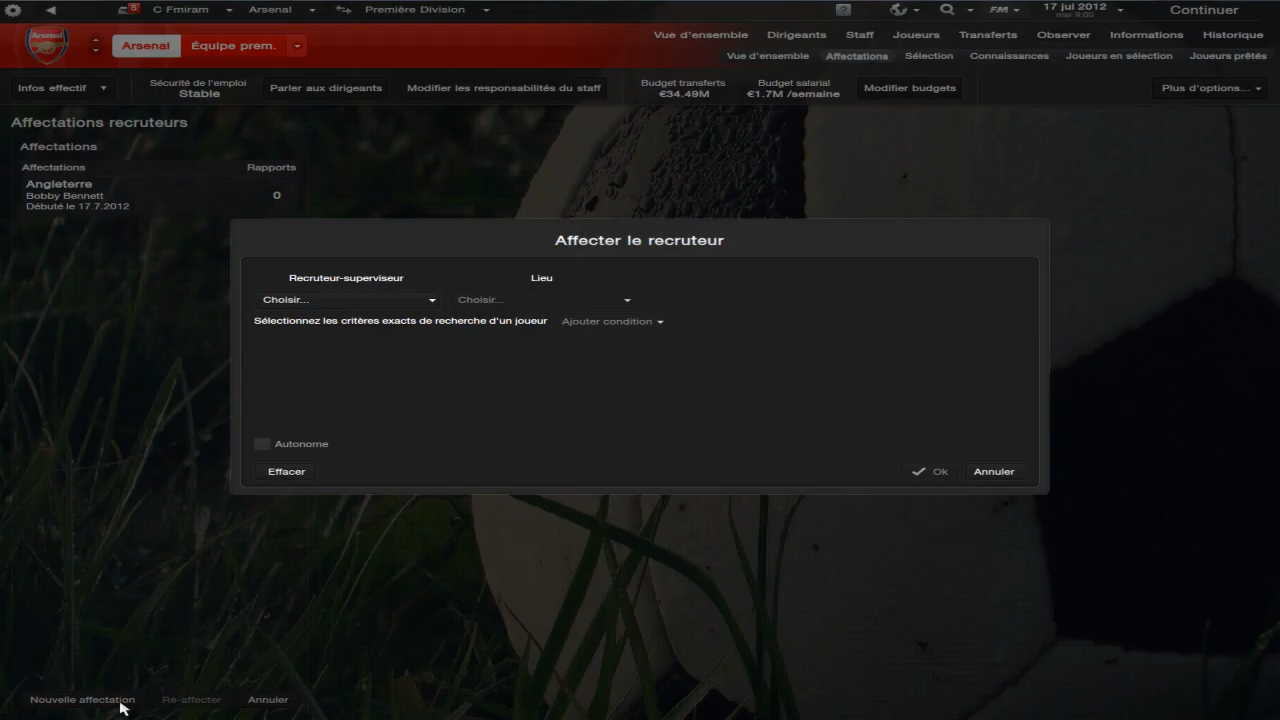 5 C Fmiram Arsenal Première Division ? FM 17 jui 2012 Continuer
mar 9:00
Arsenal
Arsenal Équipe prem.
Vue d'ensemble Dirigeants Staff Joueurs Transferts Observer Informations Historique
Vue d'ensemble Affectations Sélection Connaissances Joueurs en sélection Joueurs prêtés
Infos effectif
Sécurité de l'emploi
Stable
Parler aux dirigeants
Modifier les responsabilités du staff
Budget transferts
€34.49M
Budget salarial
€1.7M /semaine
Modifier budgets
Plus d'options...
Affectations recruteurs
Affectations
Affectations Rapports
Angleterre
Bobby Bennett 0
Débuté le 17.7.2012
Affecter le recruteur
Recruteur-superviseur Lieu
Choisir... Choisir...
Sélectionnez les critères exacts de recherche d'un joueur Ajouter condition
Autonome
Effacer Ok Annuler
Nouvelle affectation Ré-affecter Annuler